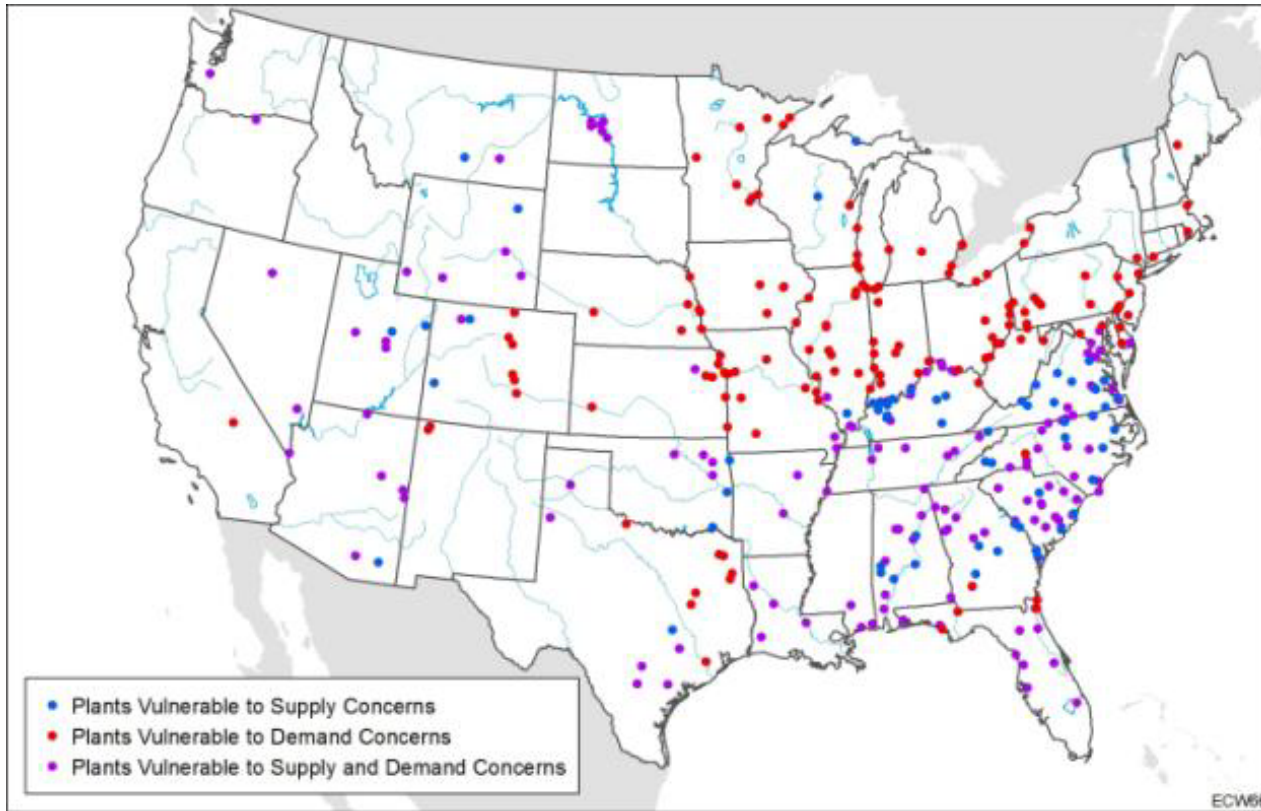 Plants Vulnerable to Supply Concerns
Plants Vulnerable to Demand Concerns
Plants Vulnerable to Supply and Demand Concerns